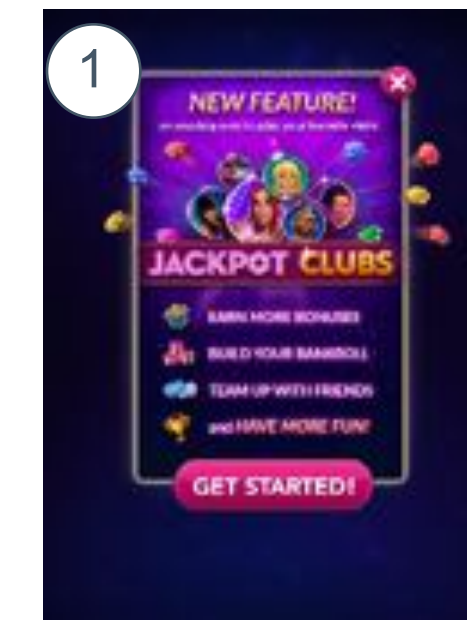 1
NEW FEATURE!
JACKPOT CLUBS
EARN MORE BONUSES
BUILD YOUR BANKROLL
TEAM UP WITH FRIENDS
and HAVE MORE FUN!
GET STARTED!